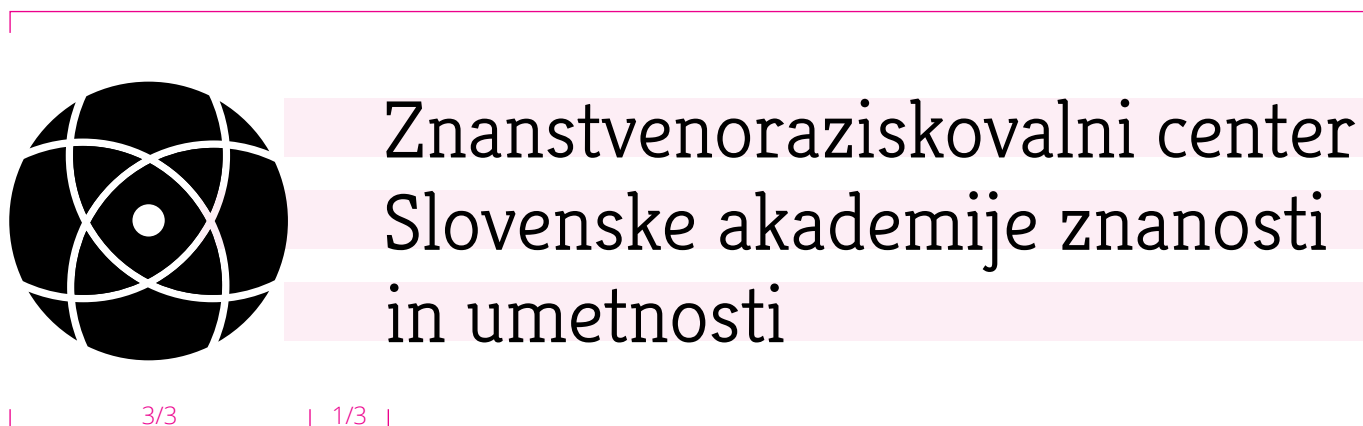 Znanstvenoraziskovalni center
Slovenske akademije znanosti
in umetnosti
3/3 1/3